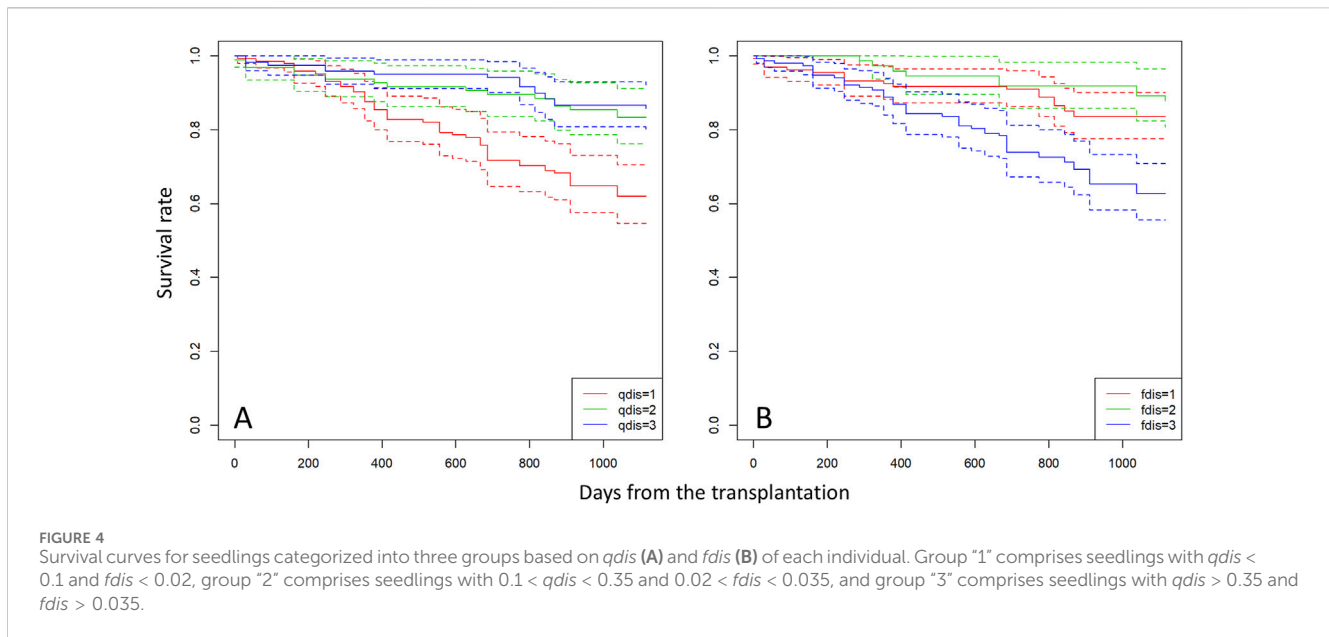 Survival rate
1.0
0.8
0.6
0.4
0.2
0.0
A
qdis=1
qdis=2
qdis=3
0 200 400 600 800 1000
1.0
0.8
0.6
0.4
0.2
0.0
B
fdis=1
fdis=2
fdis=3
0 200 400 600 800 1000
Days from the transplantation
FIGURE 4
Survival curves for seedlings categorized into three groups based on qdis (A) and fdis (B) of each individual. Group “1” comprises seedlings with qdis <
0.1 and fdis < 0.02, group “2” comprises seedlings with 0.1 < qdis < 0.35 and 0.02 < fdis < 0.035, and group “3” comprises seedlings with qdis > 0.35 and
fdis > 0.035.